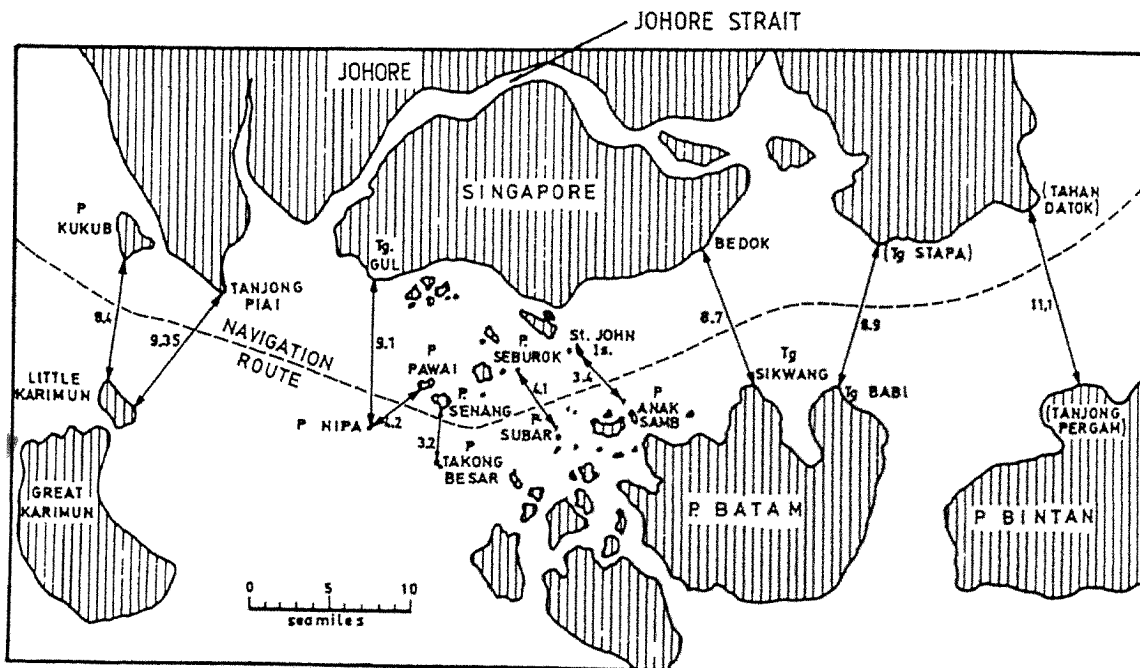 JOHORE STRAIT
JOHORE
SINGAPORE
P
KUKUB
(TAHAN
DATOK)
Tg.
GUL
BEDOK
(Tg STAPA)
TANJONG
PIAI
8.4
9.35
NAVIGATION
ROUTE
9.1
8.7
8.9
11,1
P
PAWAI
P.
SEBUROK
St. JOHN
Is.
4.1
3.4
Tg
SIKWANG
Tg BABI
LITTLE
KARIMUN
P.
SENANG
P
ANAK
SAMB
P NIPA
4.2
3.2
P.
SUBAR
(TANJONG
PERGAH)
P
TAKONG
BESAR
GREAT
KARIMUN
P. BATAM
P BINTAN
0 5 10
seamiles